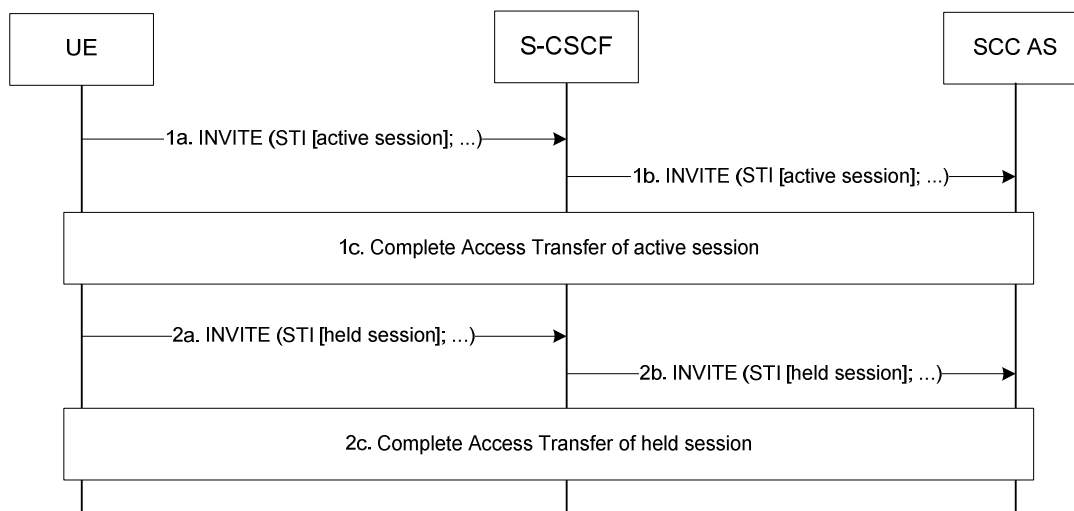 UE
S-CSCF
SCC AS
1a. INVITE (STI [active session]; ...)
1b. INVITE (STI [active session]; ...)
1c. Complete Access Transfer of active session
2a. INVITE (STI [held session]; ...)
2b. INVITE (STI [held session]; ...)
2c. Complete Access Transfer of held session